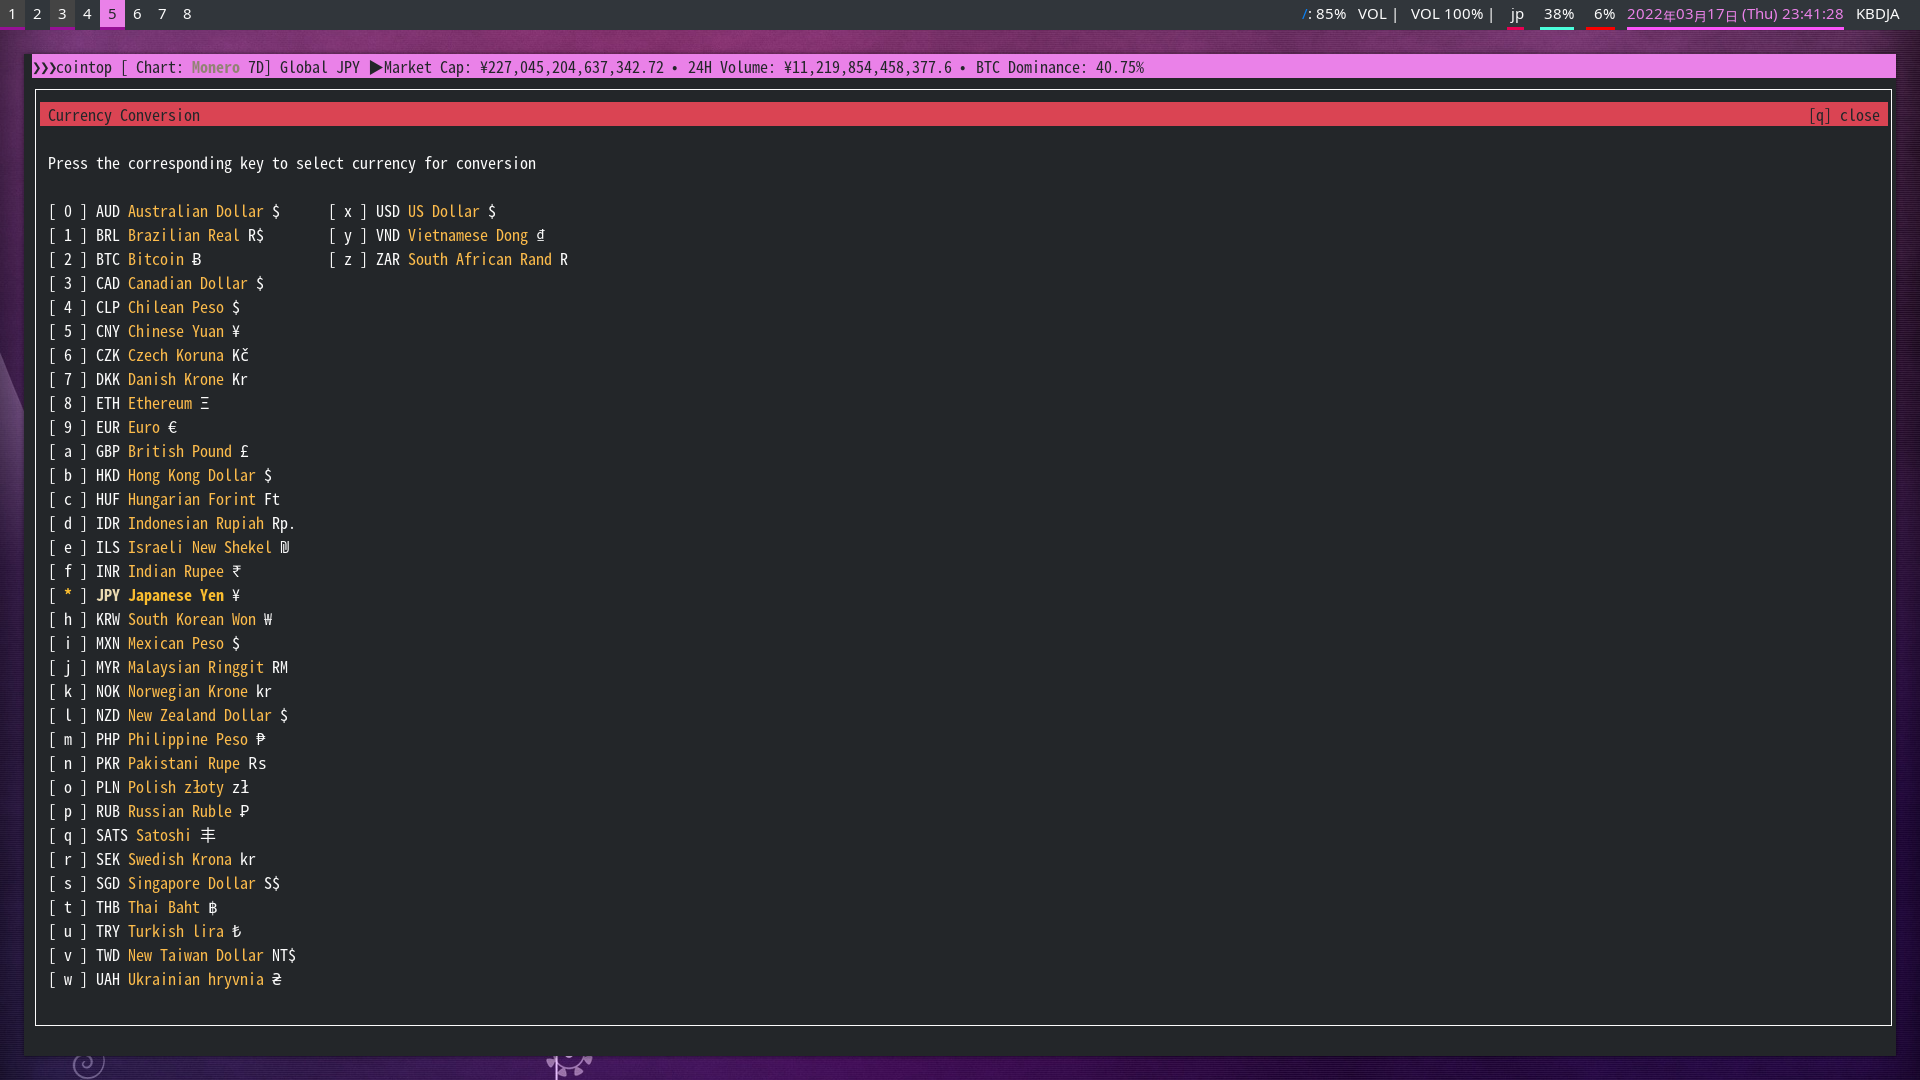 1 2 3 4 5 6 7 8 /: 85% VOL | VOL 100% | jp 38% 6% 2022年03月17日 (Thu) 23:41:28 KBDJA
❯❯❯cointop [ Chart: Monero 7D] Global JPY ▶Market Cap: ¥227,045,204,637,342.72 • 24H Volume: ¥11,219,854,458,377.6 • BTC Dominance: 40.75%
Currency Conversion [q] close
Press the corresponding key to select currency for conversion
[ 0 ] AUD Australian Dollar $ [ x ] USD US Dollar $
[ 1 ] BRL Brazilian Real R$ [ y ] VND Vietnamese Dong ₫
[ 2 ] BTC Bitcoin Ƀ [ z ] ZAR South African Rand R
[ 3 ] CAD Canadian Dollar $
[ 4 ] CLP Chilean Peso $
[ 5 ] CNY Chinese Yuan ¥
[ 6 ] CZK Czech Koruna Kč
[ 7 ] DKK Danish Krone Kr
[ 8 ] ETH Ethereum Ξ
[ 9 ] EUR Euro €
[ a ] GBP British Pound £
[ b ] HKD Hong Kong Dollar $
[ c ] HUF Hungarian Forint Ft
[ d ] IDR Indonesian Rupiah Rp.
[ e ] ILS Israeli New Shekel ₪
[ f ] INR Indian Rupee ₹
[ * ] JPY Japanese Yen ¥
[ h ] KRW South Korean Won ₩
[ i ] MXN Mexican Peso $
[ j ] MYR Malaysian Ringgit RM
[ k ] NOK Norwegian Krone kr
[ l ] NZD New Zealand Dollar $
[ m ] PHP Philippine Peso ₱
[ n ] PKR Pakistani Rupe Rs
[ o ] PLN Polish złoty zł
[ p ] RUB Russian Ruble ₽
[ q ] SATS Satoshi 丰
[ r ] SEK Swedish Krona kr
[ s ] SGD Singapore Dollar S$
[ t ] THB Thai Baht ฿
[ u ] TRY Turkish lira ₺
[ v ] TWD New Taiwan Dollar NT$
[ w ] UAH Ukrainian hryvnia ₴